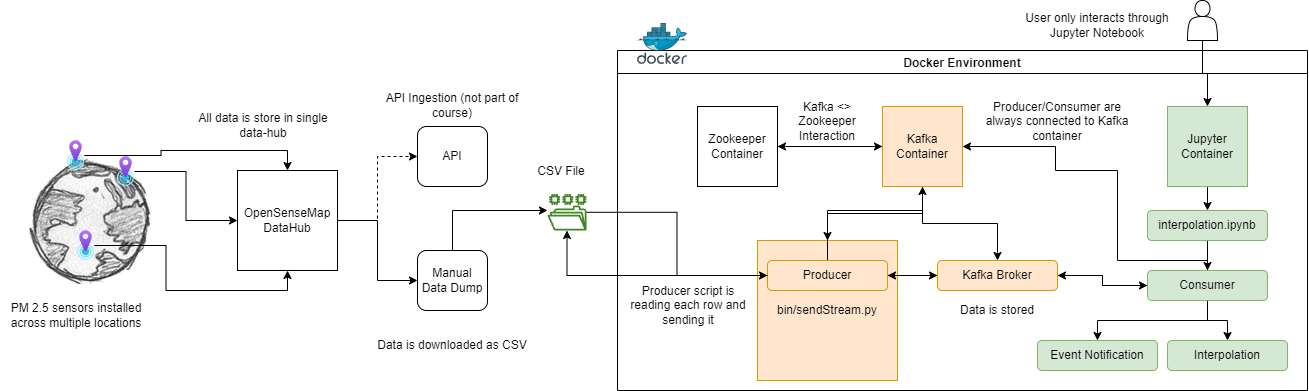 User only interacts through
Jupyter Notebook
docker
Docker Environment
API Ingestion (not part of
course)
All data is store in single
data-hub
API
CSV File
OpenSenseMap
DataHub
Manual
Data Dump
PM 2.5 sensors installed
across multiple locations
Data is downloaded as CSV
Zookeeper
Container
Kafka <>
Zookeeper
Interaction
Kafka
Container
Producer/Consumer are
always connected to Kafka
container
Jupyter
Container
interpolation.ipynb
Producer
Kafka Broker
Consumer
Producer script is
reading each row and
sending it
bin/sendStream.py
Data is stored
Event Notification
Interpolation